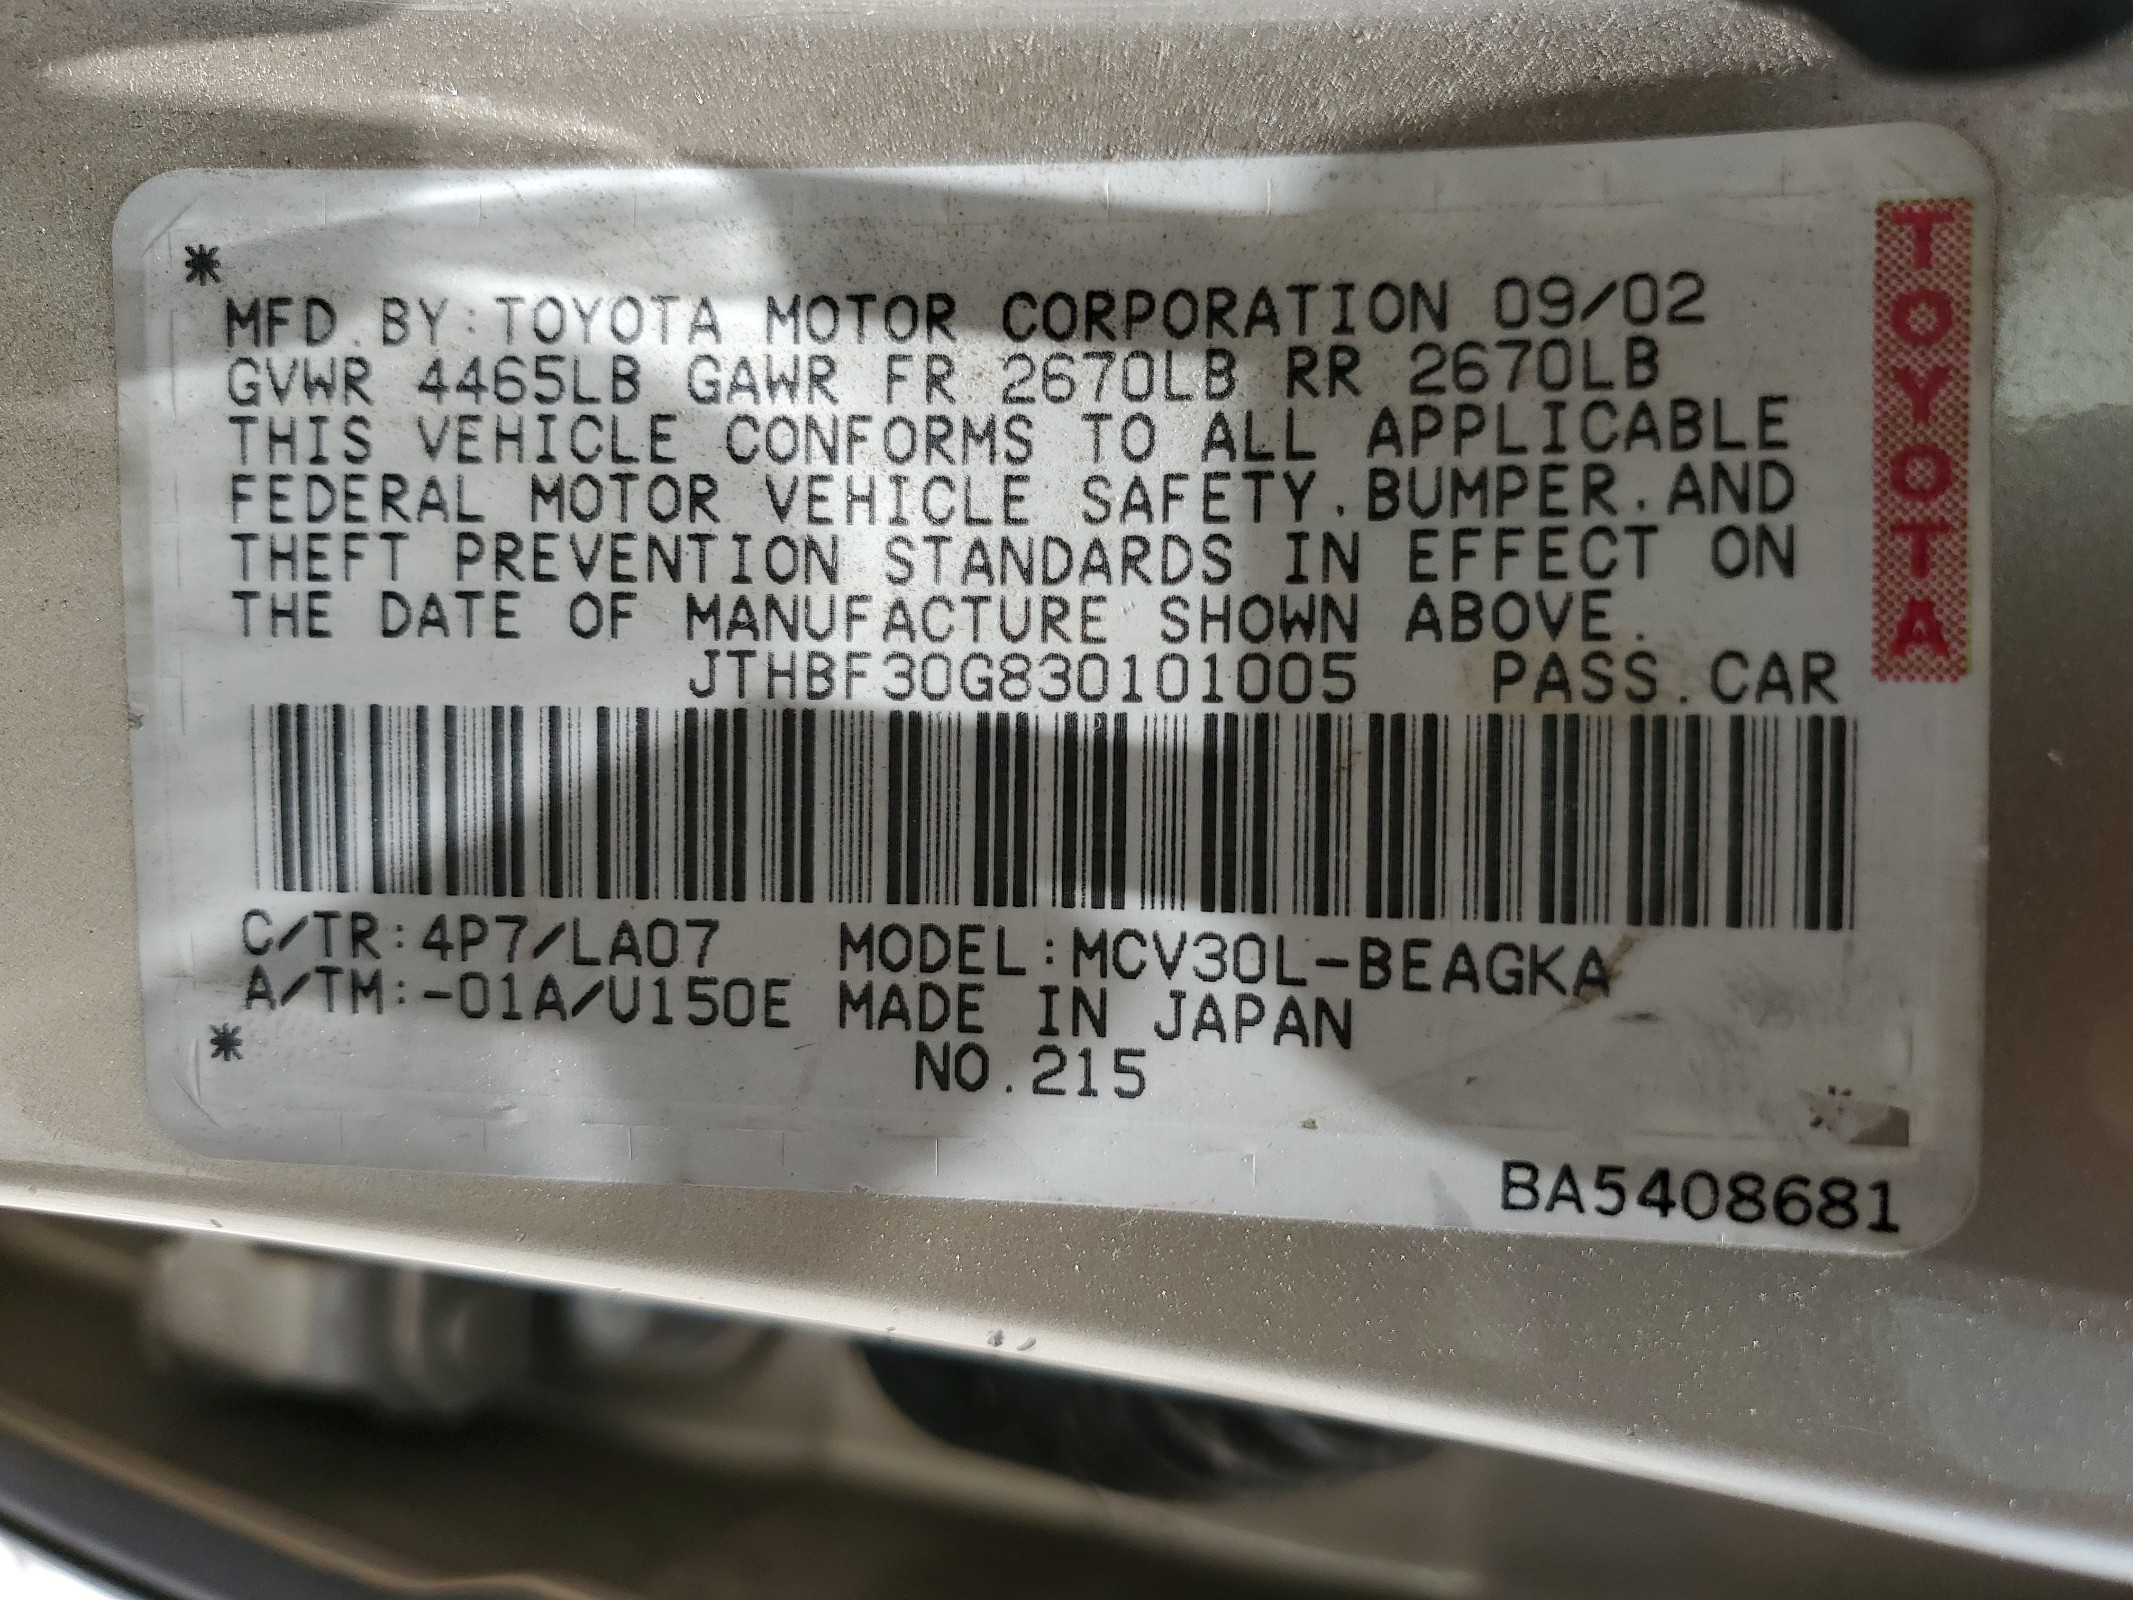 *
MFD.BY:TOYOTA MOTOR CORPORATION 09/02
GVWR 4465LB GAWR FR 2670LB RR 2670LB
THIS VEHICLE CONFORMS TO ALL APPLICABLE
FEDERAL MOTOR VEHICLE SAFETY.BUMPER.AND
THEFT PREVENTION STANDARDS IN EFFECT ON
THE DATE OF MANUFACTURE SHOWN ABOVE.
JTHBF30G830101005 PASS.CAR
C/TR:4P7/LA07 MODEL:MCV30L-BEAGKA
A/TM:-01A/U150E MADE IN JAPAN
*
NO.215
BA5408681
TOYOTA